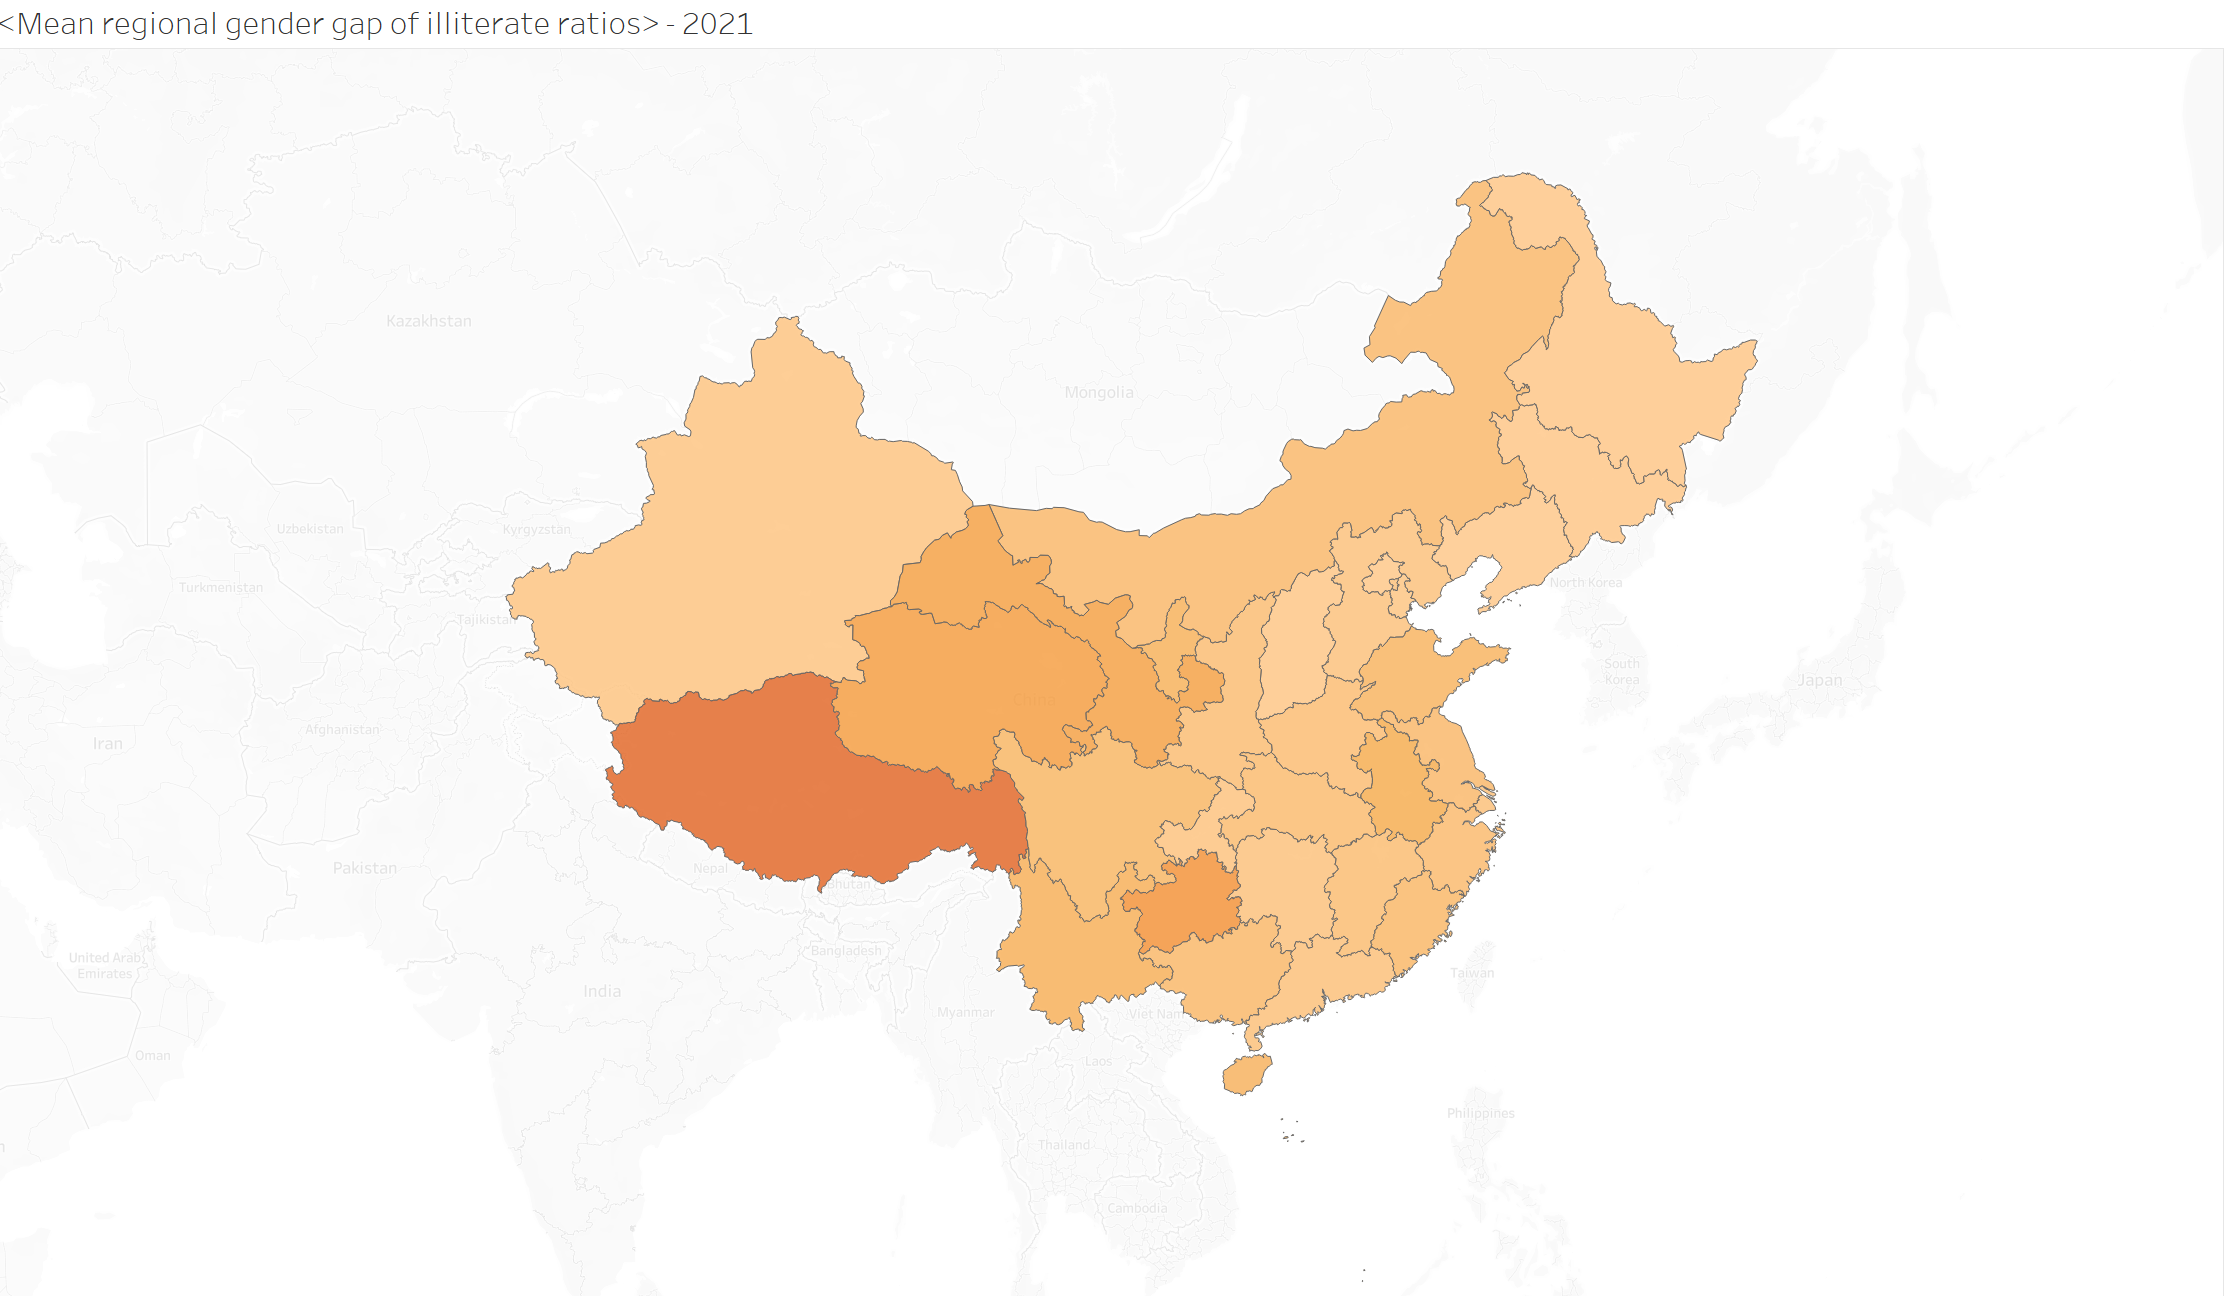 <Mean regional gender gap of illiterate ratios> - 2021
Kazakhstan
Mongolia
Uzbekistan
Kyrgyzstan
North Korea
Turkmenistan
Tajikistan
South
Korea
Japan
China
Afghanistan
Iran
Pakistan
Nepal
Bhutan
United Arab
Emirates
Bangladesh
Taiwan
India
Myanmar
Viet Nam
Oman
Laos
Philippines
Thailand
Cambodia